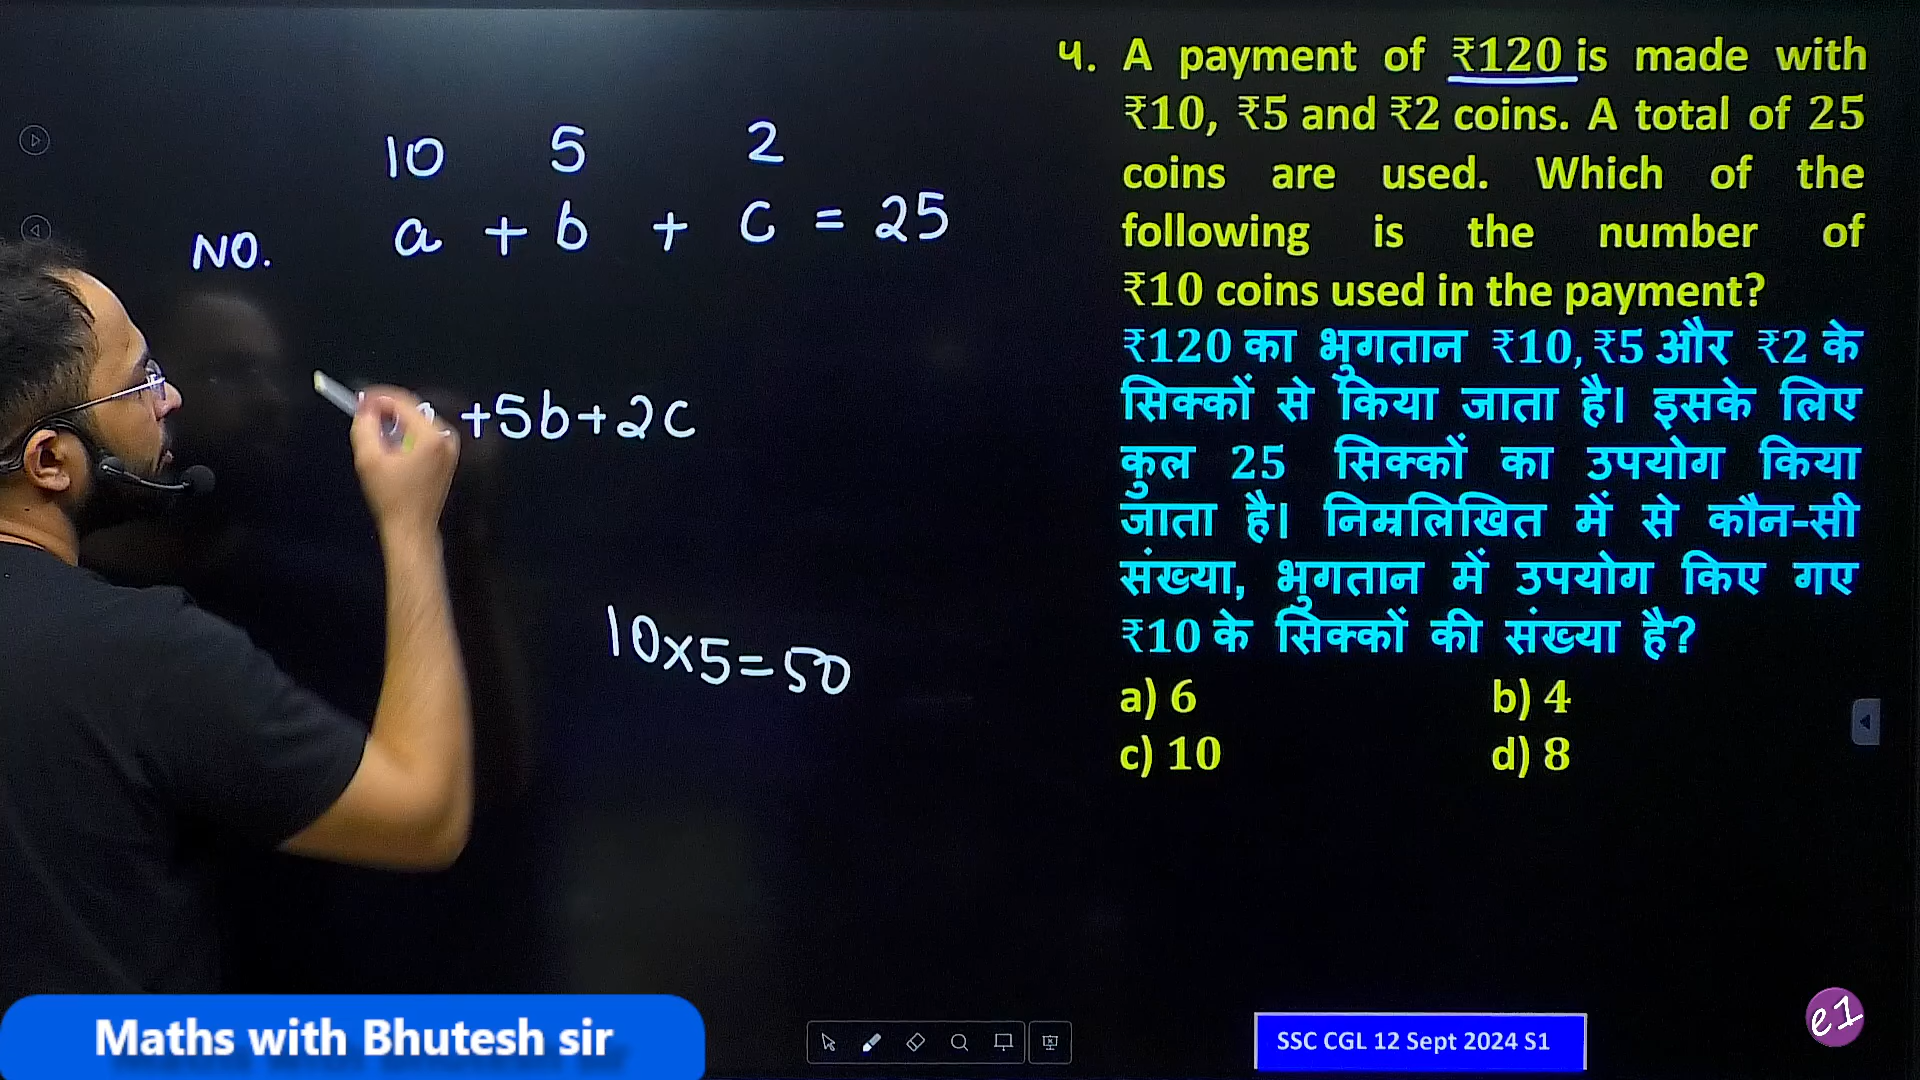 10 5 2
NO. a + b + c = 25
+5b+2c
10x5=50
4. A payment of ₹120 is made with
₹10, ₹5 and ₹2 coins. A total of 25
coins are used. Which of the
following is the number of
₹10 coins used in the payment?
₹120 का भुगतान ₹10, ₹5 और ₹2 के
सिक्कों से किया जाता है। इसके लिए
कुल 25 सिक्कों का उपयोग किया
जाता है। निम्नलिखित में से कौन-सी
संख्या, भुगतान में उपयोग किए गए
₹10 के सिक्कों की संख्या है?
a) 6 b) 4
c) 10 d) 8
Maths with Bhutesh sir
SSC CGL 12 Sept 2024 S1
e1